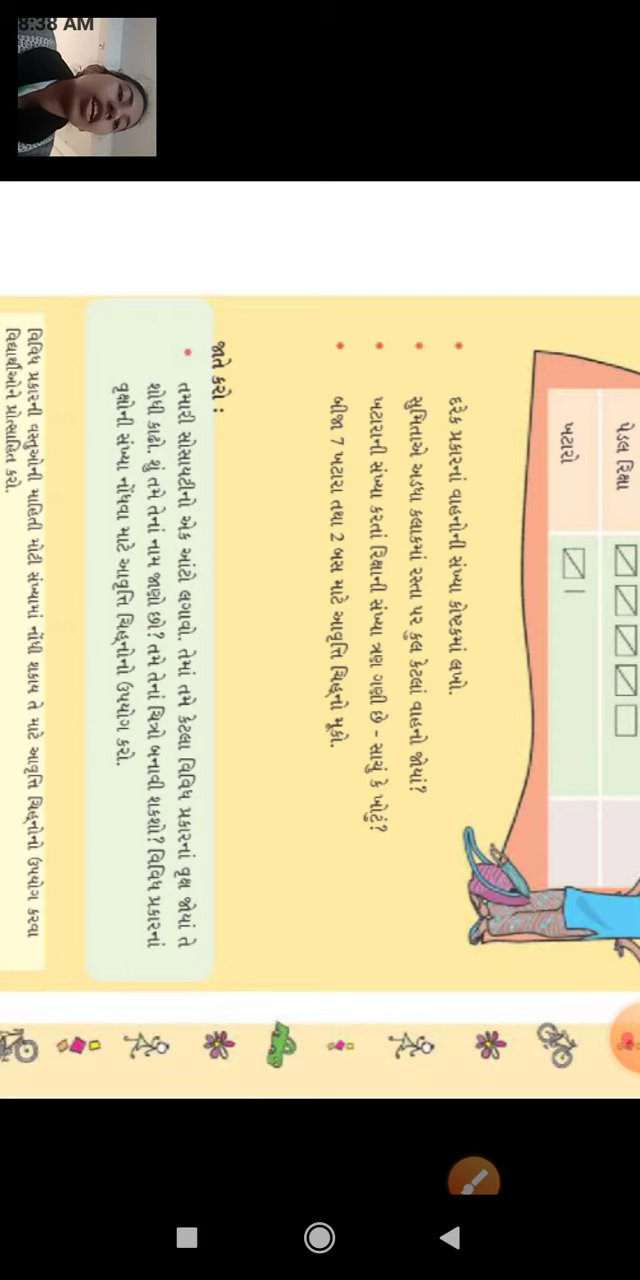 8:38 AM
પેડલ રિક્ષા
ખટારો
દરેક પ્રકારનાં વાહનોની સંખ્યા કોષ્ટકમાં લખો.
સુમિતાએ અડધા કલાકમાં રસ્તા પર કુલ કેટલાં વાહનો જોયાં?
ખટારાની સંખ્યા કરતાં રિક્ષાની સંખ્યા ત્રણ ગણી છે - સાચું કે ખોટું?
બીજા 7 ખટારા તથા 2 બસ માટે આવૃત્તિ ચિહ્‌નો મૂકો.
જાતે કરો :
તમારી સોસાયટીનો એક આંટો લગાવો. તેમાં તમે કેટલા વિવિધ પ્રકારનાં વૃક્ષ જોયાં તે
શોધી કાઢો. શું તમે તેનાં નામ જાણો છો? તમે તેનાં ચિત્રો બનાવી શકશો? વિવિધ પ્રકારનાં
વૃક્ષોની સંખ્યા નોંધવા માટે આવૃત્તિ ચિહ્‌નોનો ઉપયોગ કરો.
વિવિધ પ્રકારની વસ્તુઓની માહિતી મોટી સંખ્યામાં નોંધી શકાય તે માટે આવૃત્તિ ચિહ્‌નોનો ઉપયોગ કરવા
વિદ્યાર્થીઓને પ્રોત્સાહિત કરો.